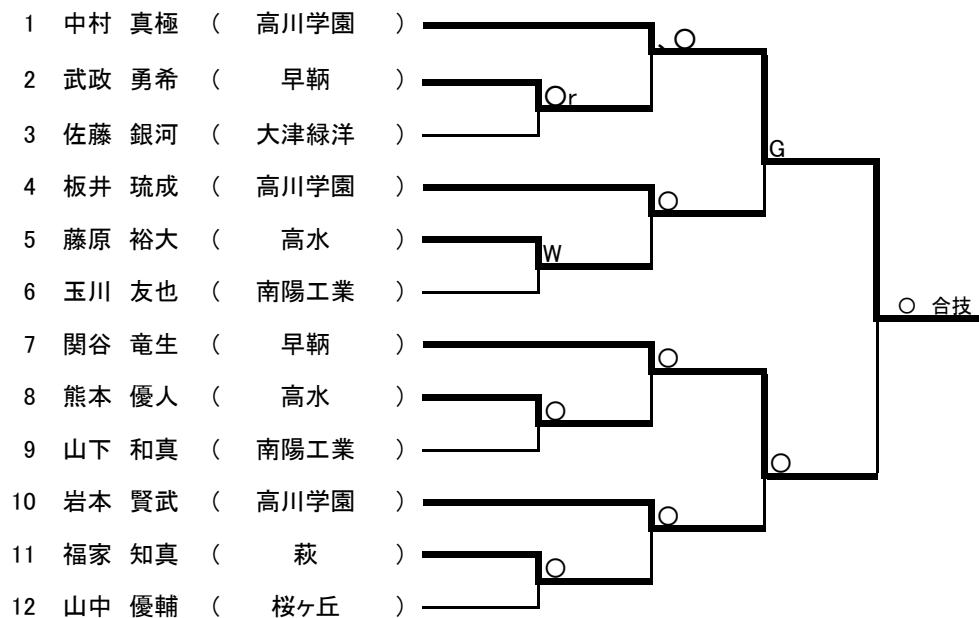 1 中村 真極 ( 高川学園 )
、○
2 武政 勇希 ( 早鞆 )
○r
3 佐藤 銀河 ( 大津緑洋 )
G
4 板井 琉成 ( 高川学園 )
○
5 藤原 裕大 ( 高水 )
W
6 玉川 友也 ( 南陽工業 )
○ 合技
7 関谷 竜生 ( 早鞆 )
○
8 熊本 優人 ( 高水 )
○
9 山下 和真 ( 南陽工業 )
○
10 岩本 賢武 ( 高川学園 )
○
11 福家 知真 ( 萩 )
○
12 山中 優輔 ( 桜ヶ丘 )